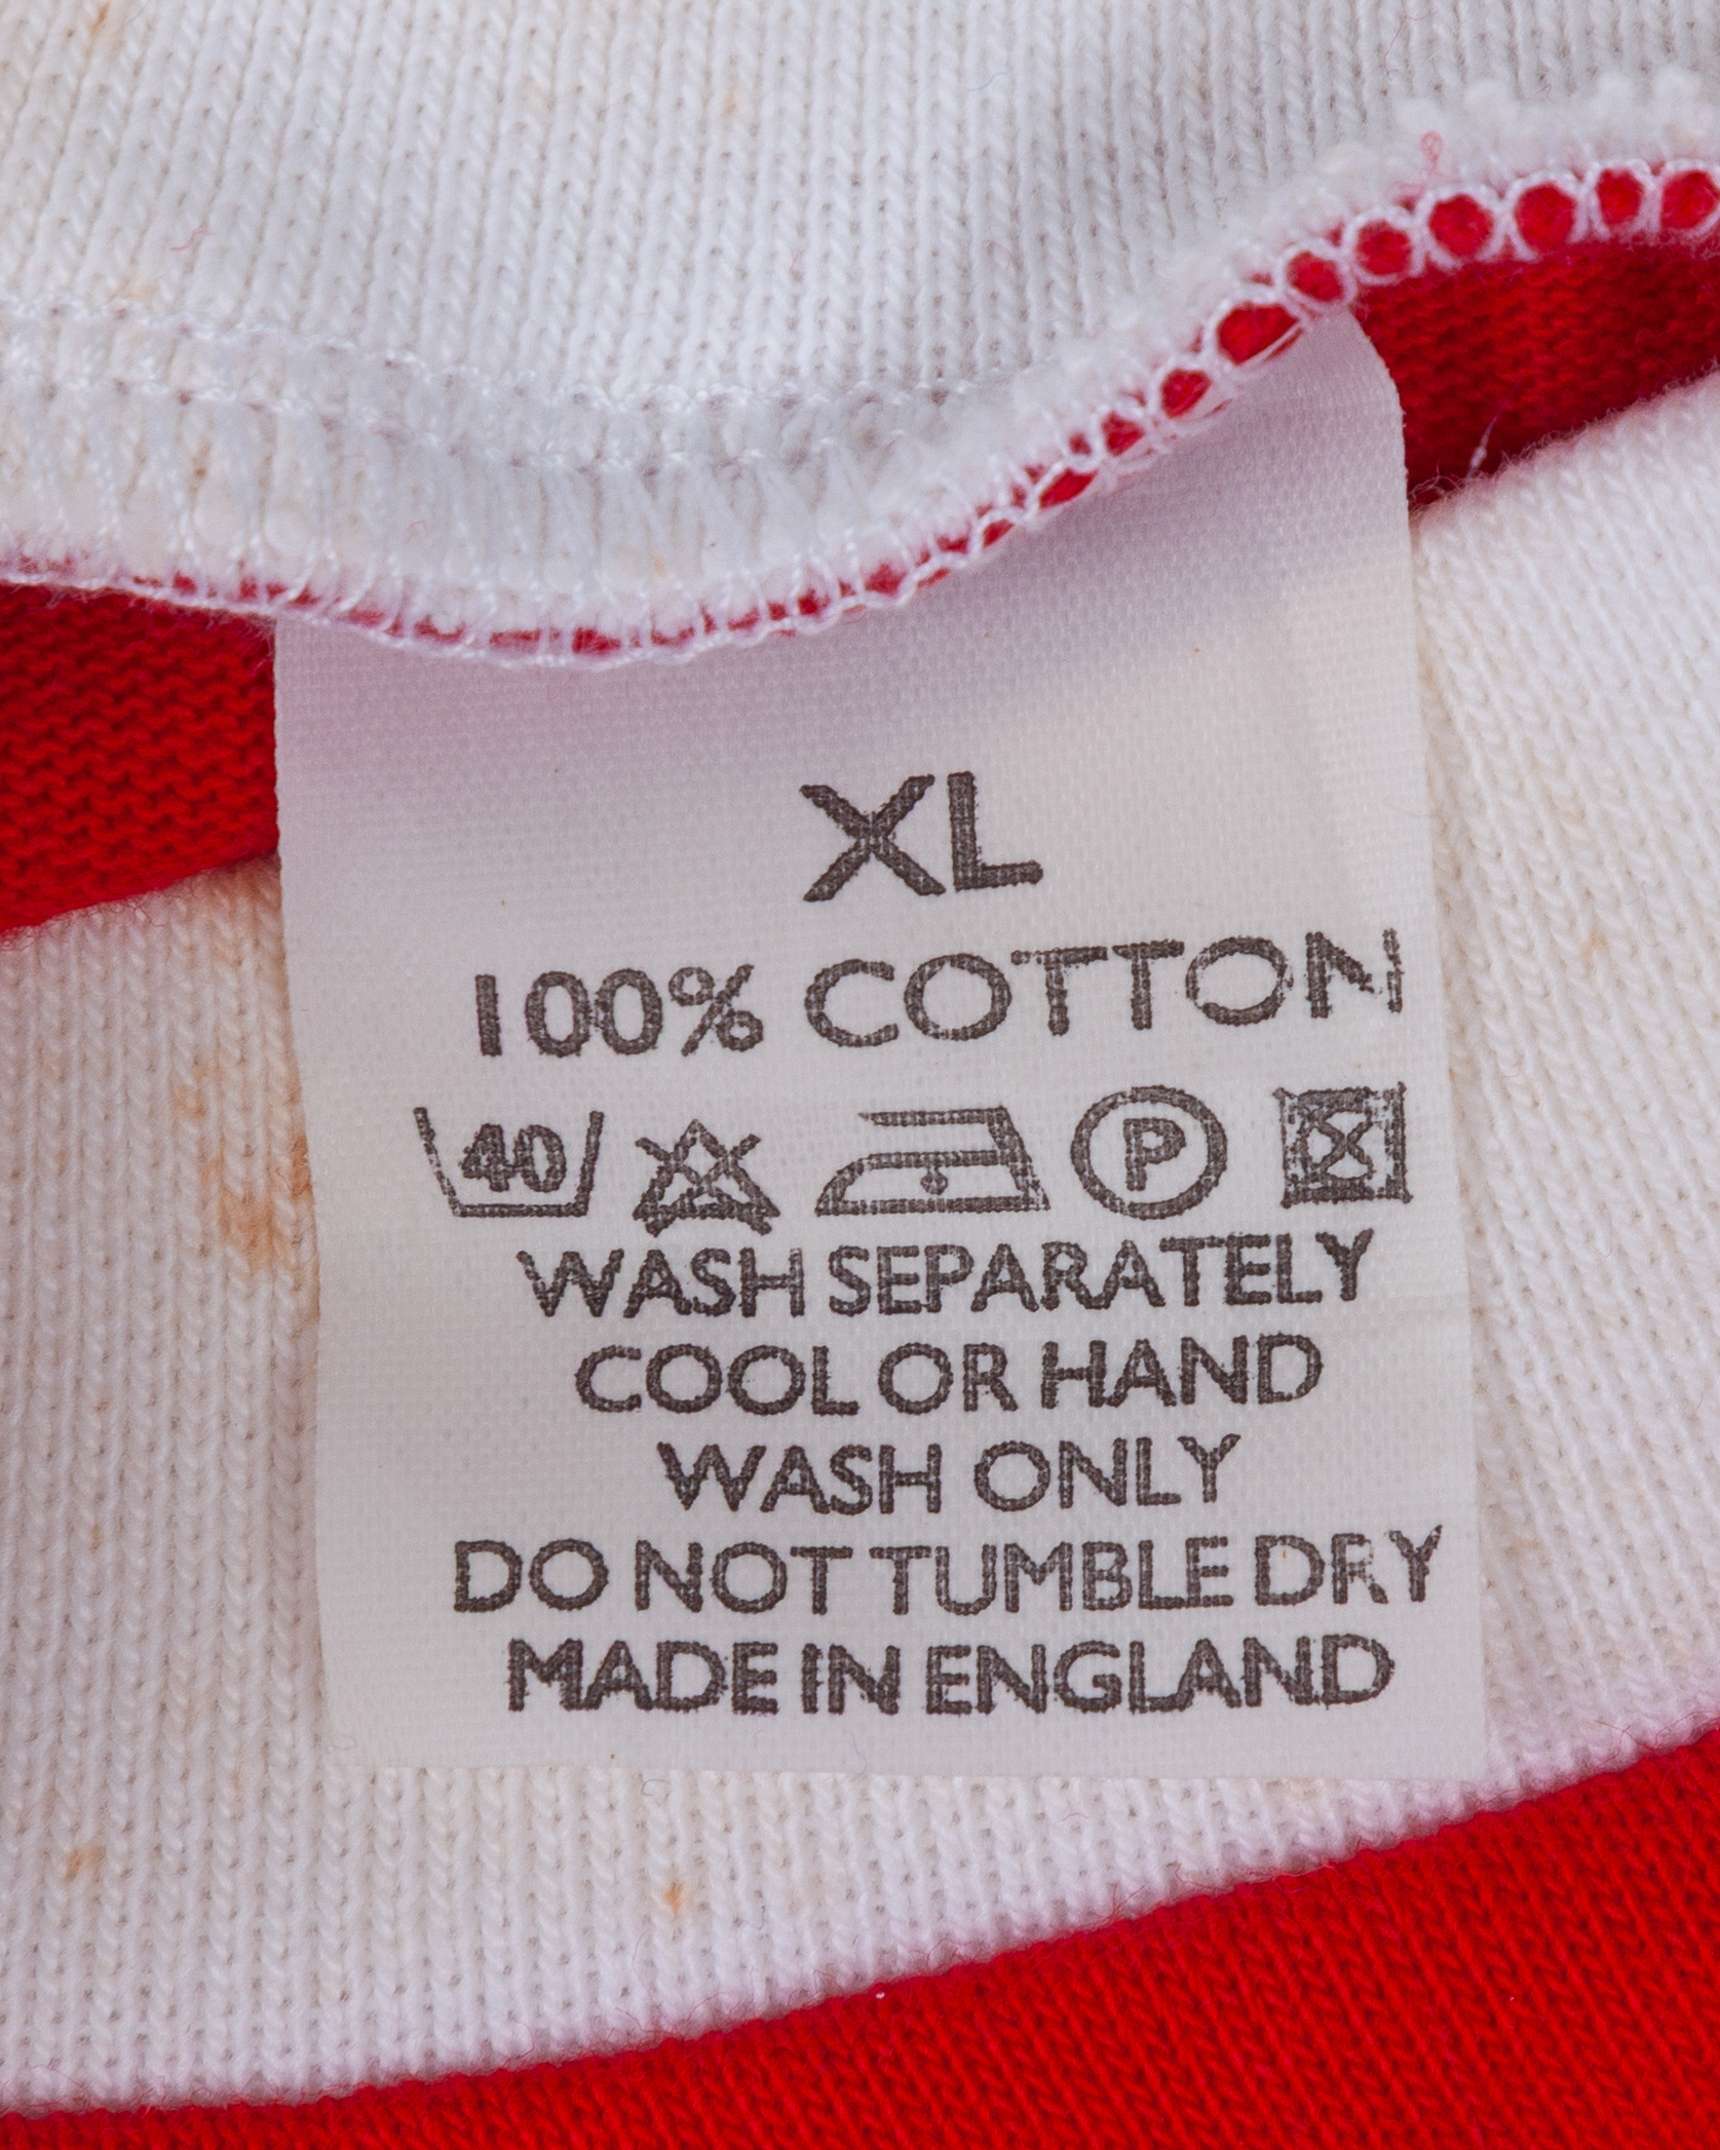 XL
100% COTTON
40 P
WASH SEPARATELY
COOL OR HAND
WASH ONLY
DO NOT TUMBLE DRY
MADE IN ENGLAND